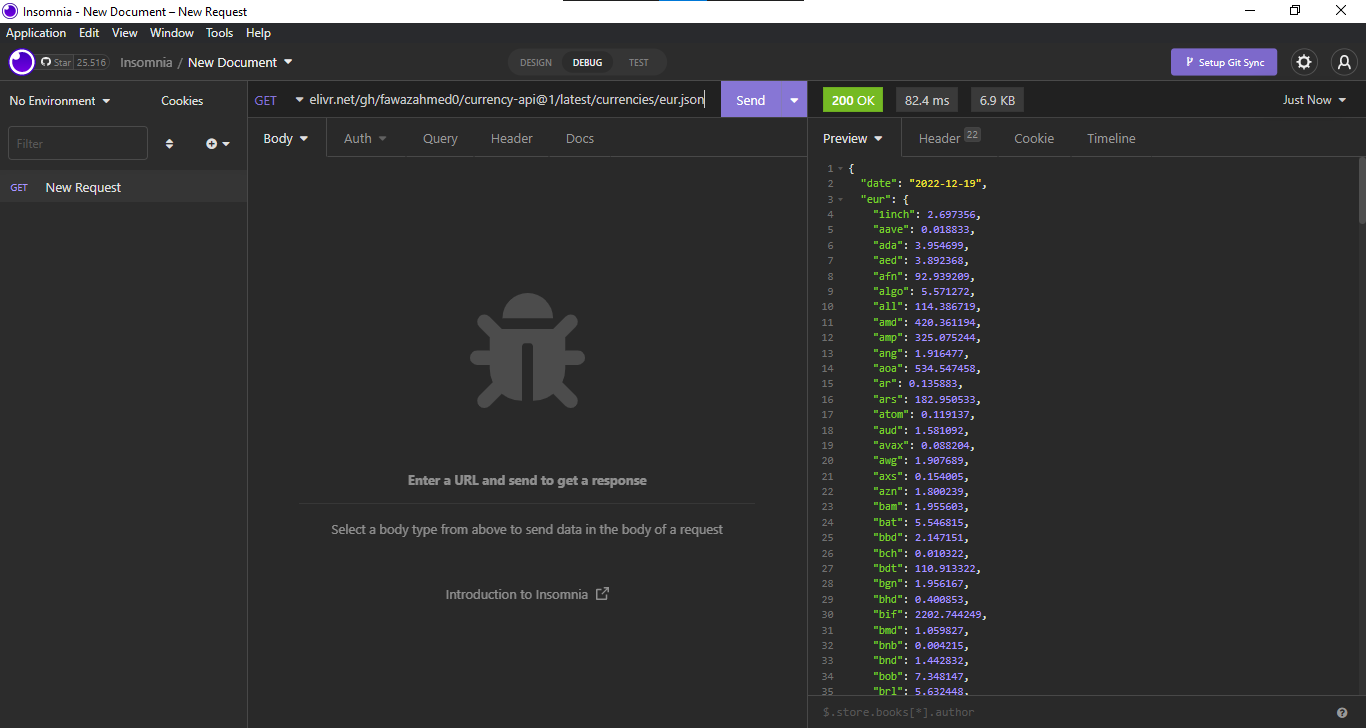 Insomnia - New Document – New Request
Application Edit View Window Tools Help
Star 25.516 Insomnia / New Document DESIGN DEBUG TEST Setup Git Sync
No Environment Cookies GET elivr.net/gh/fawazahmed0/currency-api@1/latest/currencies/eur.json Send 200 OK 82.4 ms 6.9 KB Just Now
Filter Body Auth Query Header Docs Preview Header 22 Cookie Timeline
GET New Request
Enter a URL and send to get a response
Select a body type from above to send data in the body of a request
Introduction to Insomnia
1 {
2 "date": "2022-12-19",
3 "eur": {
4 "1inch": 2.697356,
5 "aave": 0.018833,
6 "ada": 3.954699,
7 "aed": 3.892368,
8 "afn": 92.939209,
9 "algo": 5.571272,
10 "all": 114.386719,
11 "amd": 420.361194,
12 "amp": 325.075244,
13 "ang": 1.916477,
14 "aoa": 534.547458,
15 "ar": 0.135883,
16 "ars": 182.950533,
17 "atom": 0.119137,
18 "aud": 1.581092,
19 "avax": 0.088204,
20 "awg": 1.907689,
21 "axs": 0.154005,
22 "azn": 1.800239,
23 "bam": 1.955603,
24 "bat": 5.546815,
25 "bbd": 2.147151,
26 "bch": 0.010322,
27 "bdt": 110.913322,
28 "bgn": 1.956167,
29 "bhd": 0.400853,
30 "bif": 2202.744249,
31 "bmd": 1.059827,
32 "bnb": 0.004215,
33 "bnd": 1.442832,
34 "bob": 7.348147,
35 "brl": 5.632448,
$.store.books[*].author